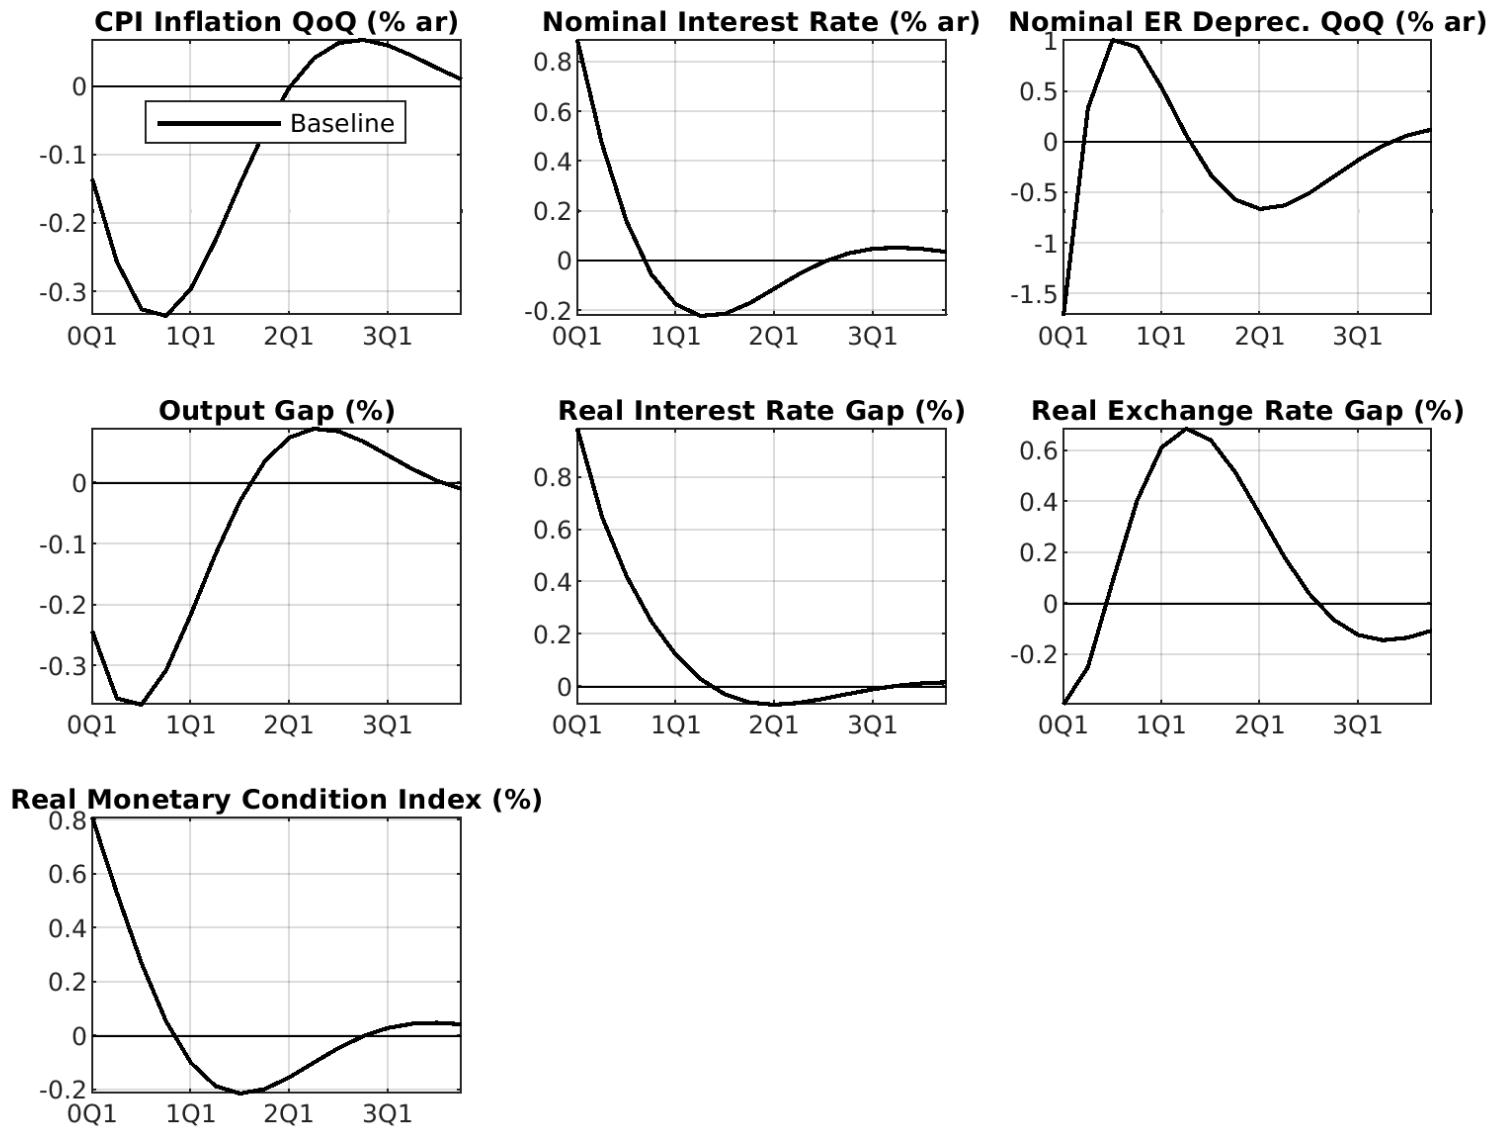 CPI Inflation QoQ (% ar)
0
-0.1
-0.2
-0.3
0Q1 1Q1 2Q1 3Q1
Baseline
Nominal Interest Rate (% ar)
0.8
0.6
0.4
0.2
0
-0.2
0Q1 1Q1 2Q1 3Q1
Nominal ER Deprec. QoQ (% ar)
1
0.5
0
-0.5
-1
-1.5
0Q1 1Q1 2Q1 3Q1
Output Gap (%)
0
-0.1
-0.2
-0.3
0Q1 1Q1 2Q1 3Q1
Real Interest Rate Gap (%)
0.8
0.6
0.4
0.2
0
0Q1 1Q1 2Q1 3Q1
Real Exchange Rate Gap (%)
0.6
0.4
0.2
0
-0.2
0Q1 1Q1 2Q1 3Q1
Real Monetary Condition Index (%)
0.8
0.6
0.4
0.2
0
-0.2
0Q1 1Q1 2Q1 3Q1